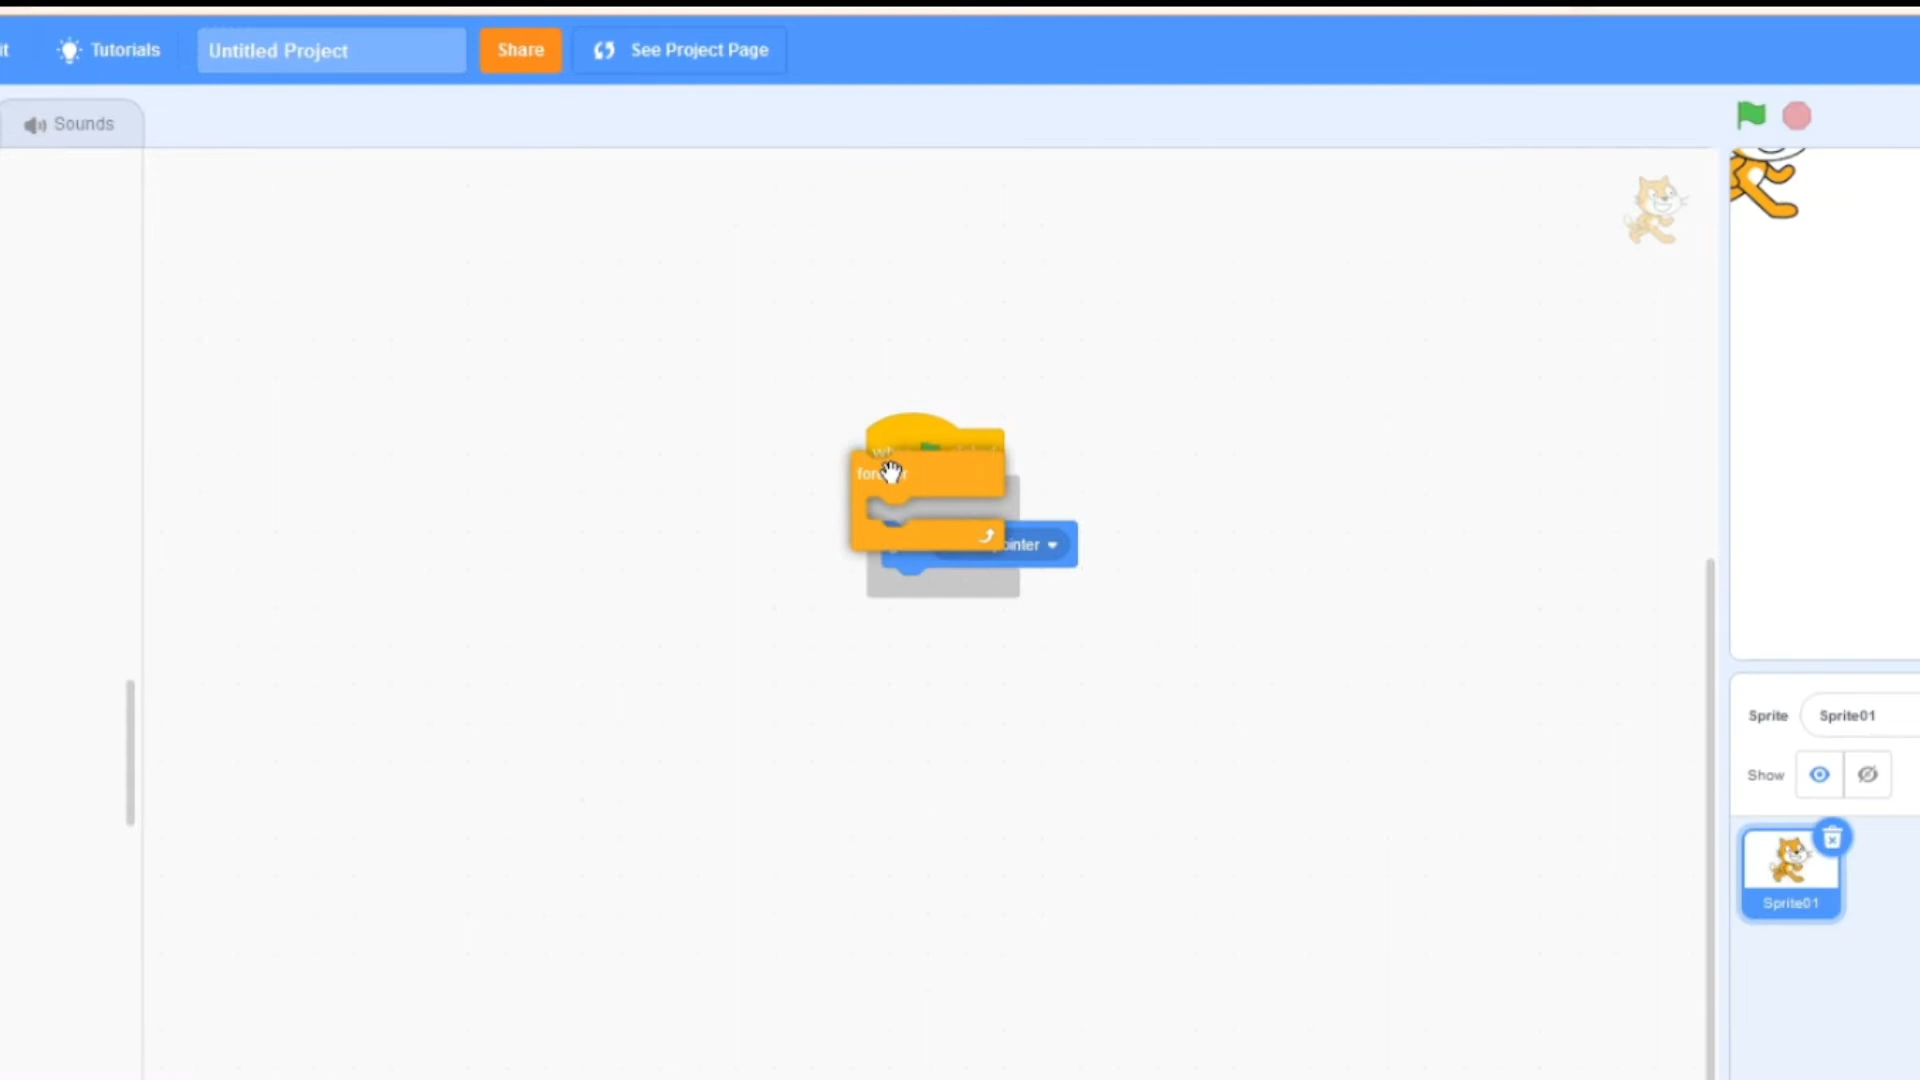 Tutorials
Untitled Project
Share
See Project Page
Sounds
Sprite
Sprite01
Show
Sprite01